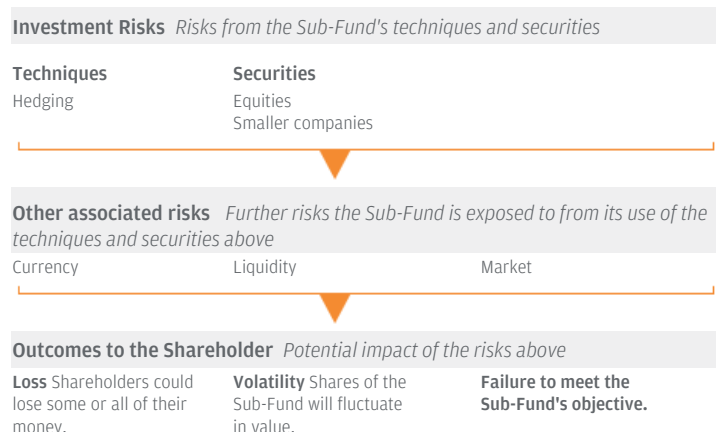 Investment Risks Risks from the Sub-Fund's techniques and securities
Techniques
Hedging
Securities
Equities
Smaller companies
Other associated risks Further risks the Sub-Fund is exposed to from its use of the
techniques and securities above
Currency
Liquidity
Market
Outcomes to the Shareholder Potential impact of the risks above
Loss Shareholders could
lose some or all of their
money.
Volatility Shares of the
Sub-Fund will fluctuate
in value.
Failure to meet the
Sub-Fund's objective.